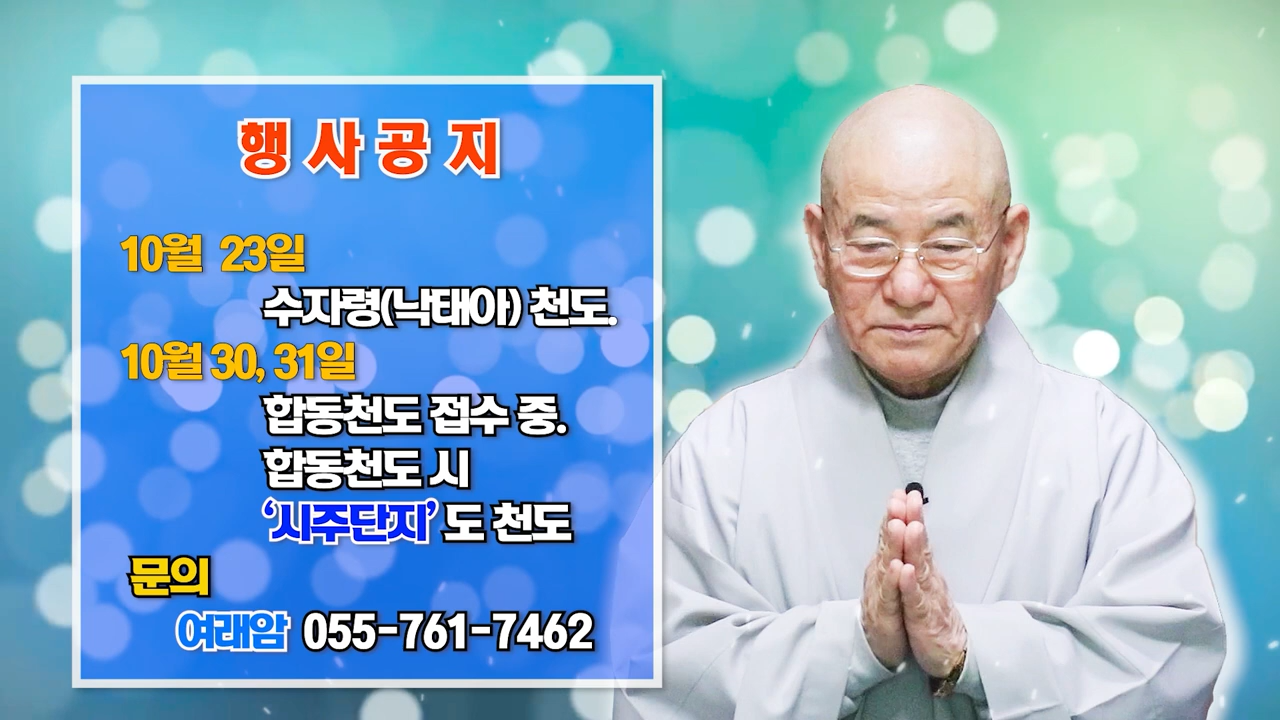 행사공지
10월 23일
수자령(낙태아) 천도.
10월 30, 31일
합동천도 접수 중.
합동천도 시
‘시주단지’ 도 천도
문의
여래암 055-761-7462